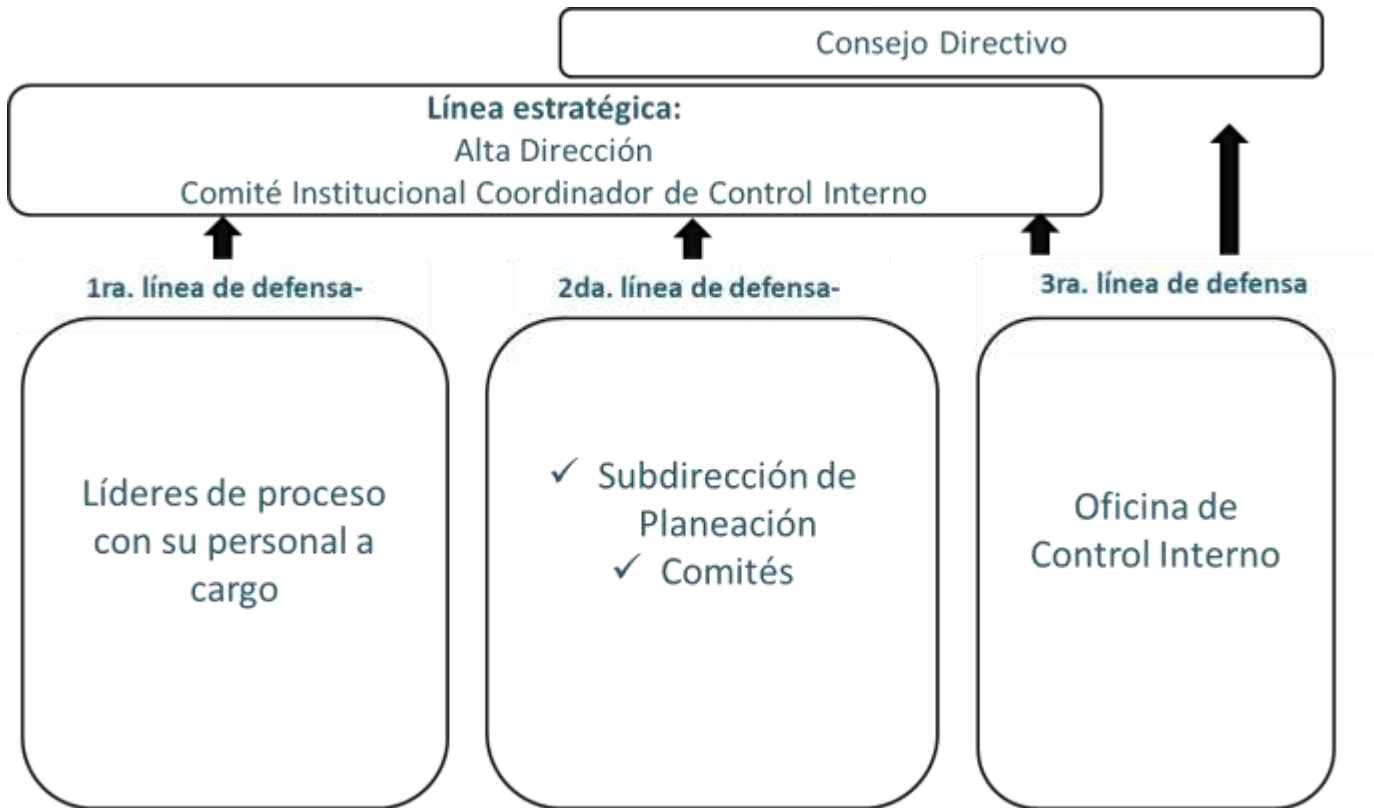 Consejo Directivo
Línea estratégica:
Alta Dirección
Comité Institucional Coordinador de Control Interno
1ra. línea de defensa-
2da. línea de defensa-
3ra. línea de defensa
Líderes de proceso
con su personal a
cargo
✓ Subdirección de
Planeación
✓ Comités
Oficina de
Control Interno